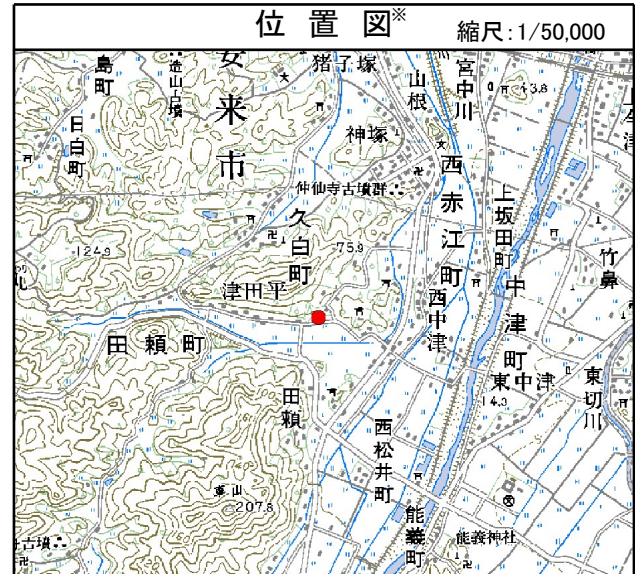 位置図※
縮尺:1/50,000
島町
造山古墳
安来市
猪子塚
山根
宮中川
13.8
日白町
神塚
西赤江町
仲仙寺古墳群
上坂田町
久白町
75.9
124.9
竹鼻
津田平
西中津
中津町
田頼町
東中津
14.3
東切川
田頼
西松井町
207.8
能義町
能義神社
古墳